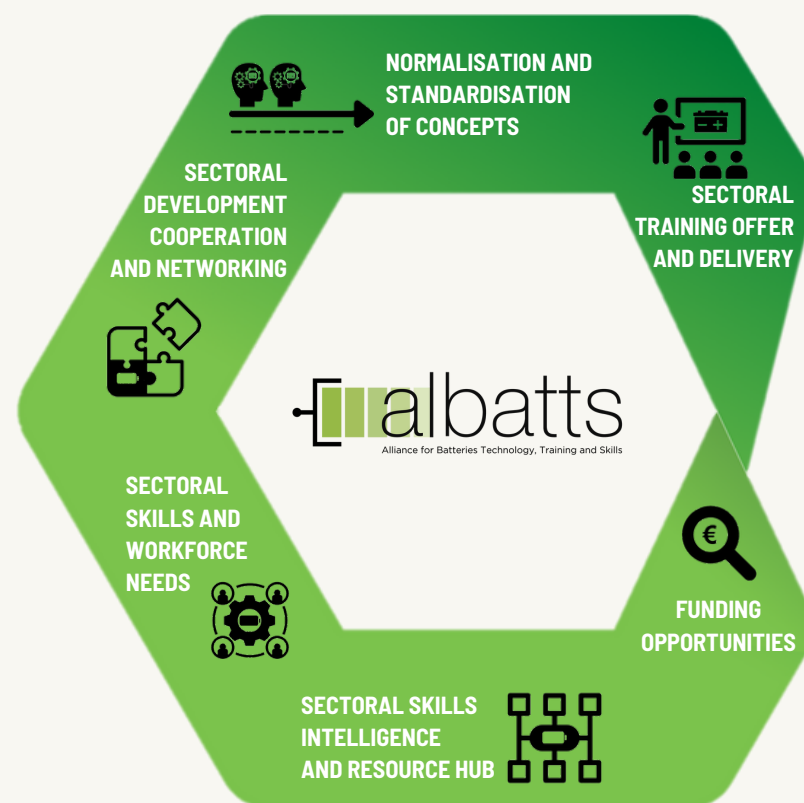 NORMALISATION AND
STANDARDISATION
OF CONCEPTS
SECTORAL
TRAINING OFFER
AND DELIVERY
SECTORAL
DEVELOPMENT
COOPERATION
AND NETWORKING
albatts
Alliance for Batteries Technology, Training and Skills
SECTORAL
SKILLS AND
WORKFORCE
NEEDS
€
FUNDING
OPPORTUNITIES
SECTORAL SKILLS
INTELLIGENCE
AND RESOURCE HUB